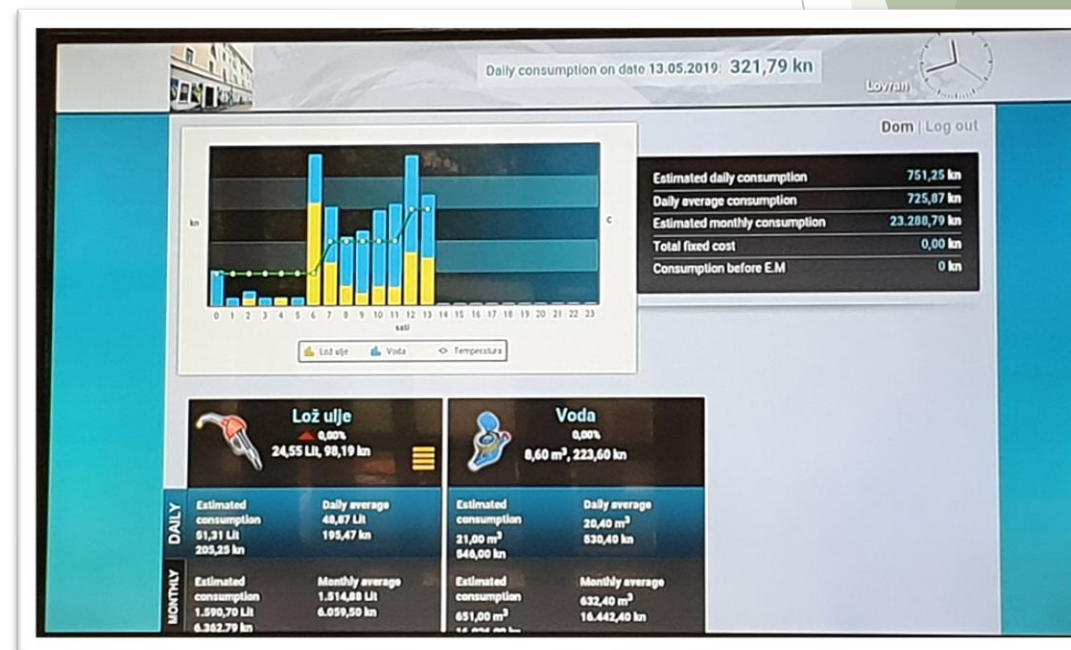 Daily consumption on date 13.05.2019: 321,79 kn
Lovran
Dom | Log out
kn
C
0 1 2 3 4 5 6 7 8 9 10 11 12 13 14 15 16 17 18 19 20 21 22 23
sati
Lož ulje Voda Temperatura
Estimated daily consumption 751,25 kn
Daily average consumption 725,87 kn
Estimated monthly consumption 23.288,79 kn
Total fixed cost 0,00 kn
Consumption before E.M 0 kn
Lož ulje
0,00%
24,55 Lit, 98,19 kn
Voda
0,00%
8,60 m³, 223,60 kn
DAILY
Estimated
consumption
51,31 Lit
205,25 kn
Daily average
48,87 Lit
195,47 kn
Estimated
consumption
21,00 m³
546,00 kn
Daily average
20,40 m³
530,40 kn
MONTHLY
Estimated
consumption
1.590,70 Lit
6.362,79 kn
Monthly average
1.514,88 Lit
6.059,50 kn
Estimated
consumption
651,00 m³
Monthly average
632,40 m³
16.442,40 kn